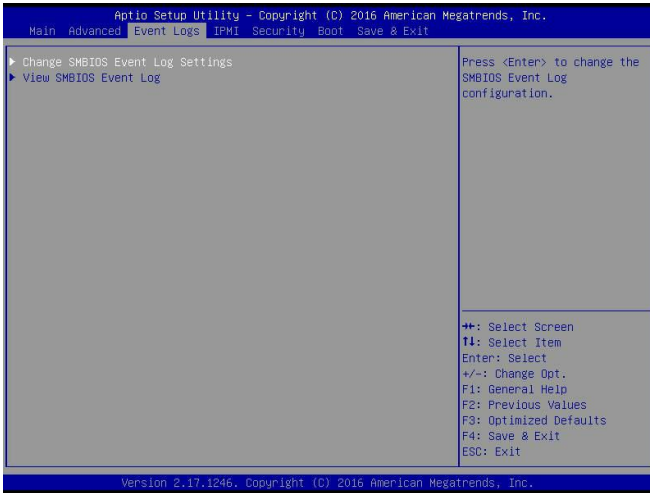 Aptio Setup Utility – Copyright (C) 2016 American Megatrends, Inc.
Main Advanced Event Logs IPMI Security Boot Save & Exit
▶ Change SMBIOS Event Log Settings
▶ View SMBIOS Event Log
Press <Enter> to change the
SMBIOS Event Log
configuration.
→←: Select Screen
↑↓: Select Item
Enter: Select
+/-: Change Opt.
F1: General Help
F2: Previous Values
F3: Optimized Defaults
F4: Save & Exit
ESC: Exit
Version 2.17.1246. Copyright (C) 2016 American Megatrends, Inc.